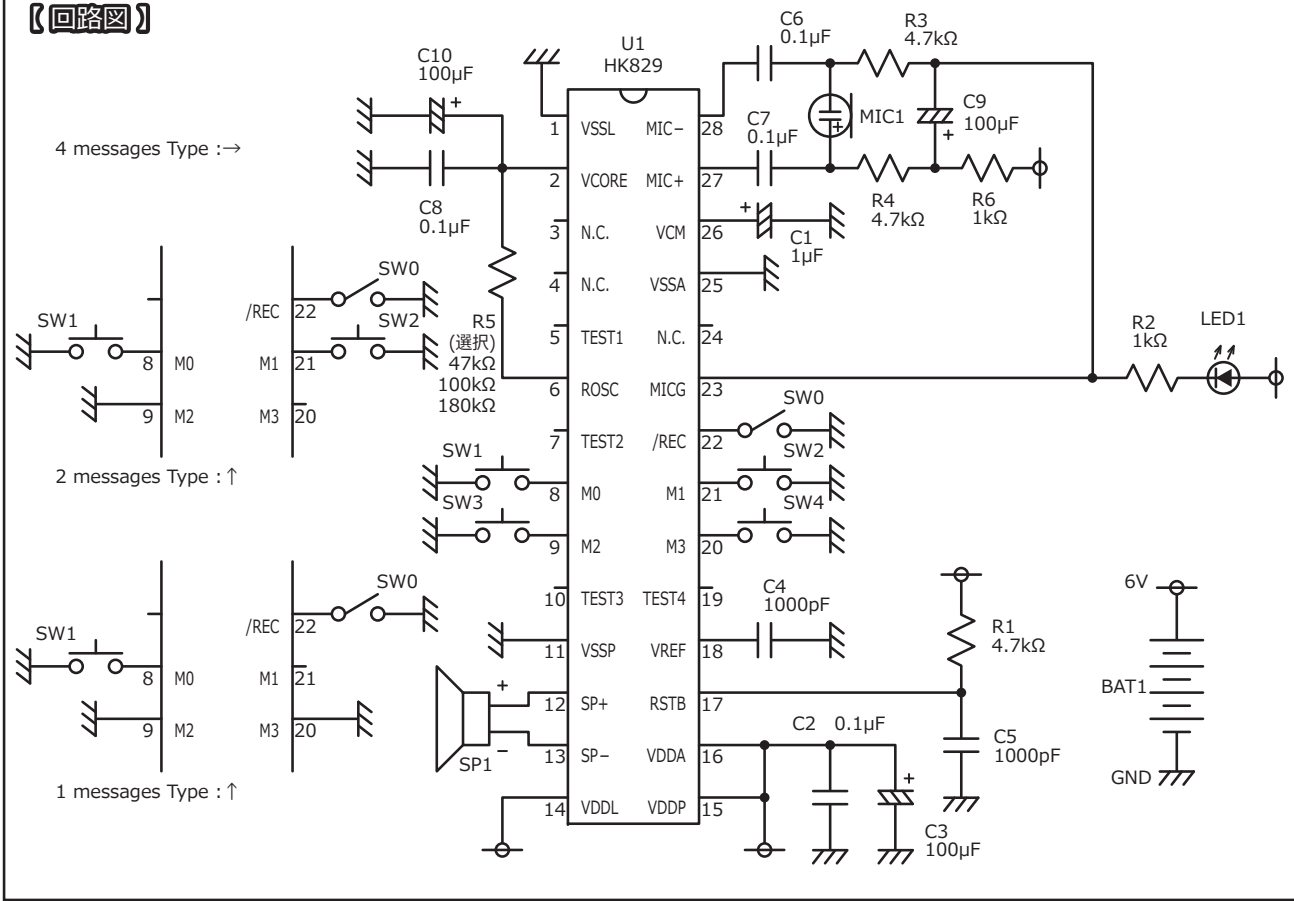 【回路図】
4 messages Type :→
C10
100μF
C8
0.1μF
R5
(選択)
47kΩ
100kΩ
180kΩ
U1
HK829
1 VSSL MIC− 28
2 VCORE MIC+ 27
3 N.C. VCM 26
4 N.C. VSSA 25
5 TEST1 N.C. 24
6 ROSC MICG 23
7 TEST2 /REC 22
8 M0 M1 21
9 M2 M3 20
10 TEST3 TEST4 19
11 VSSP VREF 18
12 SP+ RSTB 17
13 SP− VDDA 16
14 VDDL VDDP 15
C6
0.1μF
R3
4.7kΩ
C7
0.1μF
MIC1
+
C9
100μF
+
R4
4.7kΩ
R6
1kΩ
+
C1
1μF
R2
1kΩ
LED1
SW0
SW1
SW2
SW3
SW4
C4
1000pF
R1
4.7kΩ
C5
1000pF
C2 0.1μF
+
C3
100μF
+
−
SP1
+
6V
BAT1
GND
SW1
SW0
SW2
/REC 22
8 M0 M1 21
9 M2 M3 20
2 messages Type : ↑
SW1
SW0
/REC 22
8 M0 M1 21
9 M2 M3 20
1 messages Type : ↑